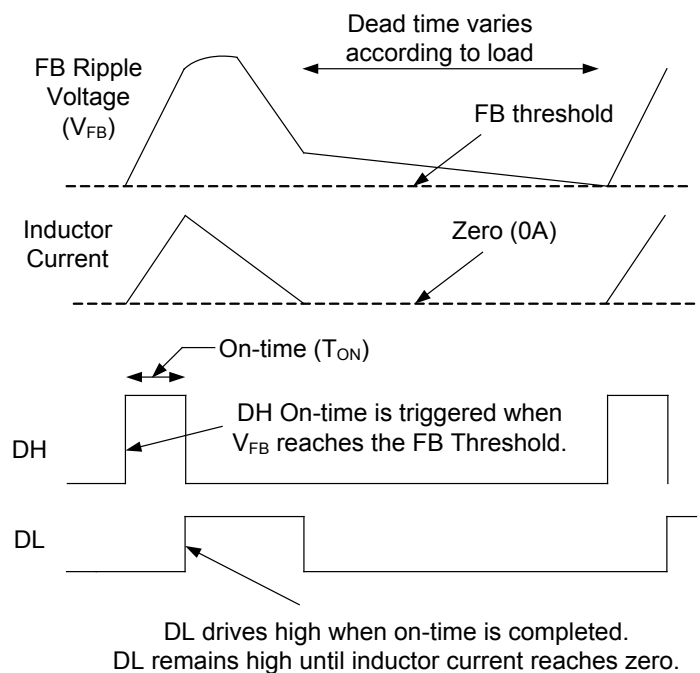 Dead time varies
according to load
FB Ripple
Voltage
(VFB)
FB threshold
Inductor
Current
Zero (0A)
On-time (TON)
DH On-time is triggered when
VFB reaches the FB Threshold.
DH
DL
DL drives high when on-time is completed.
DL remains high until inductor current reaches zero.